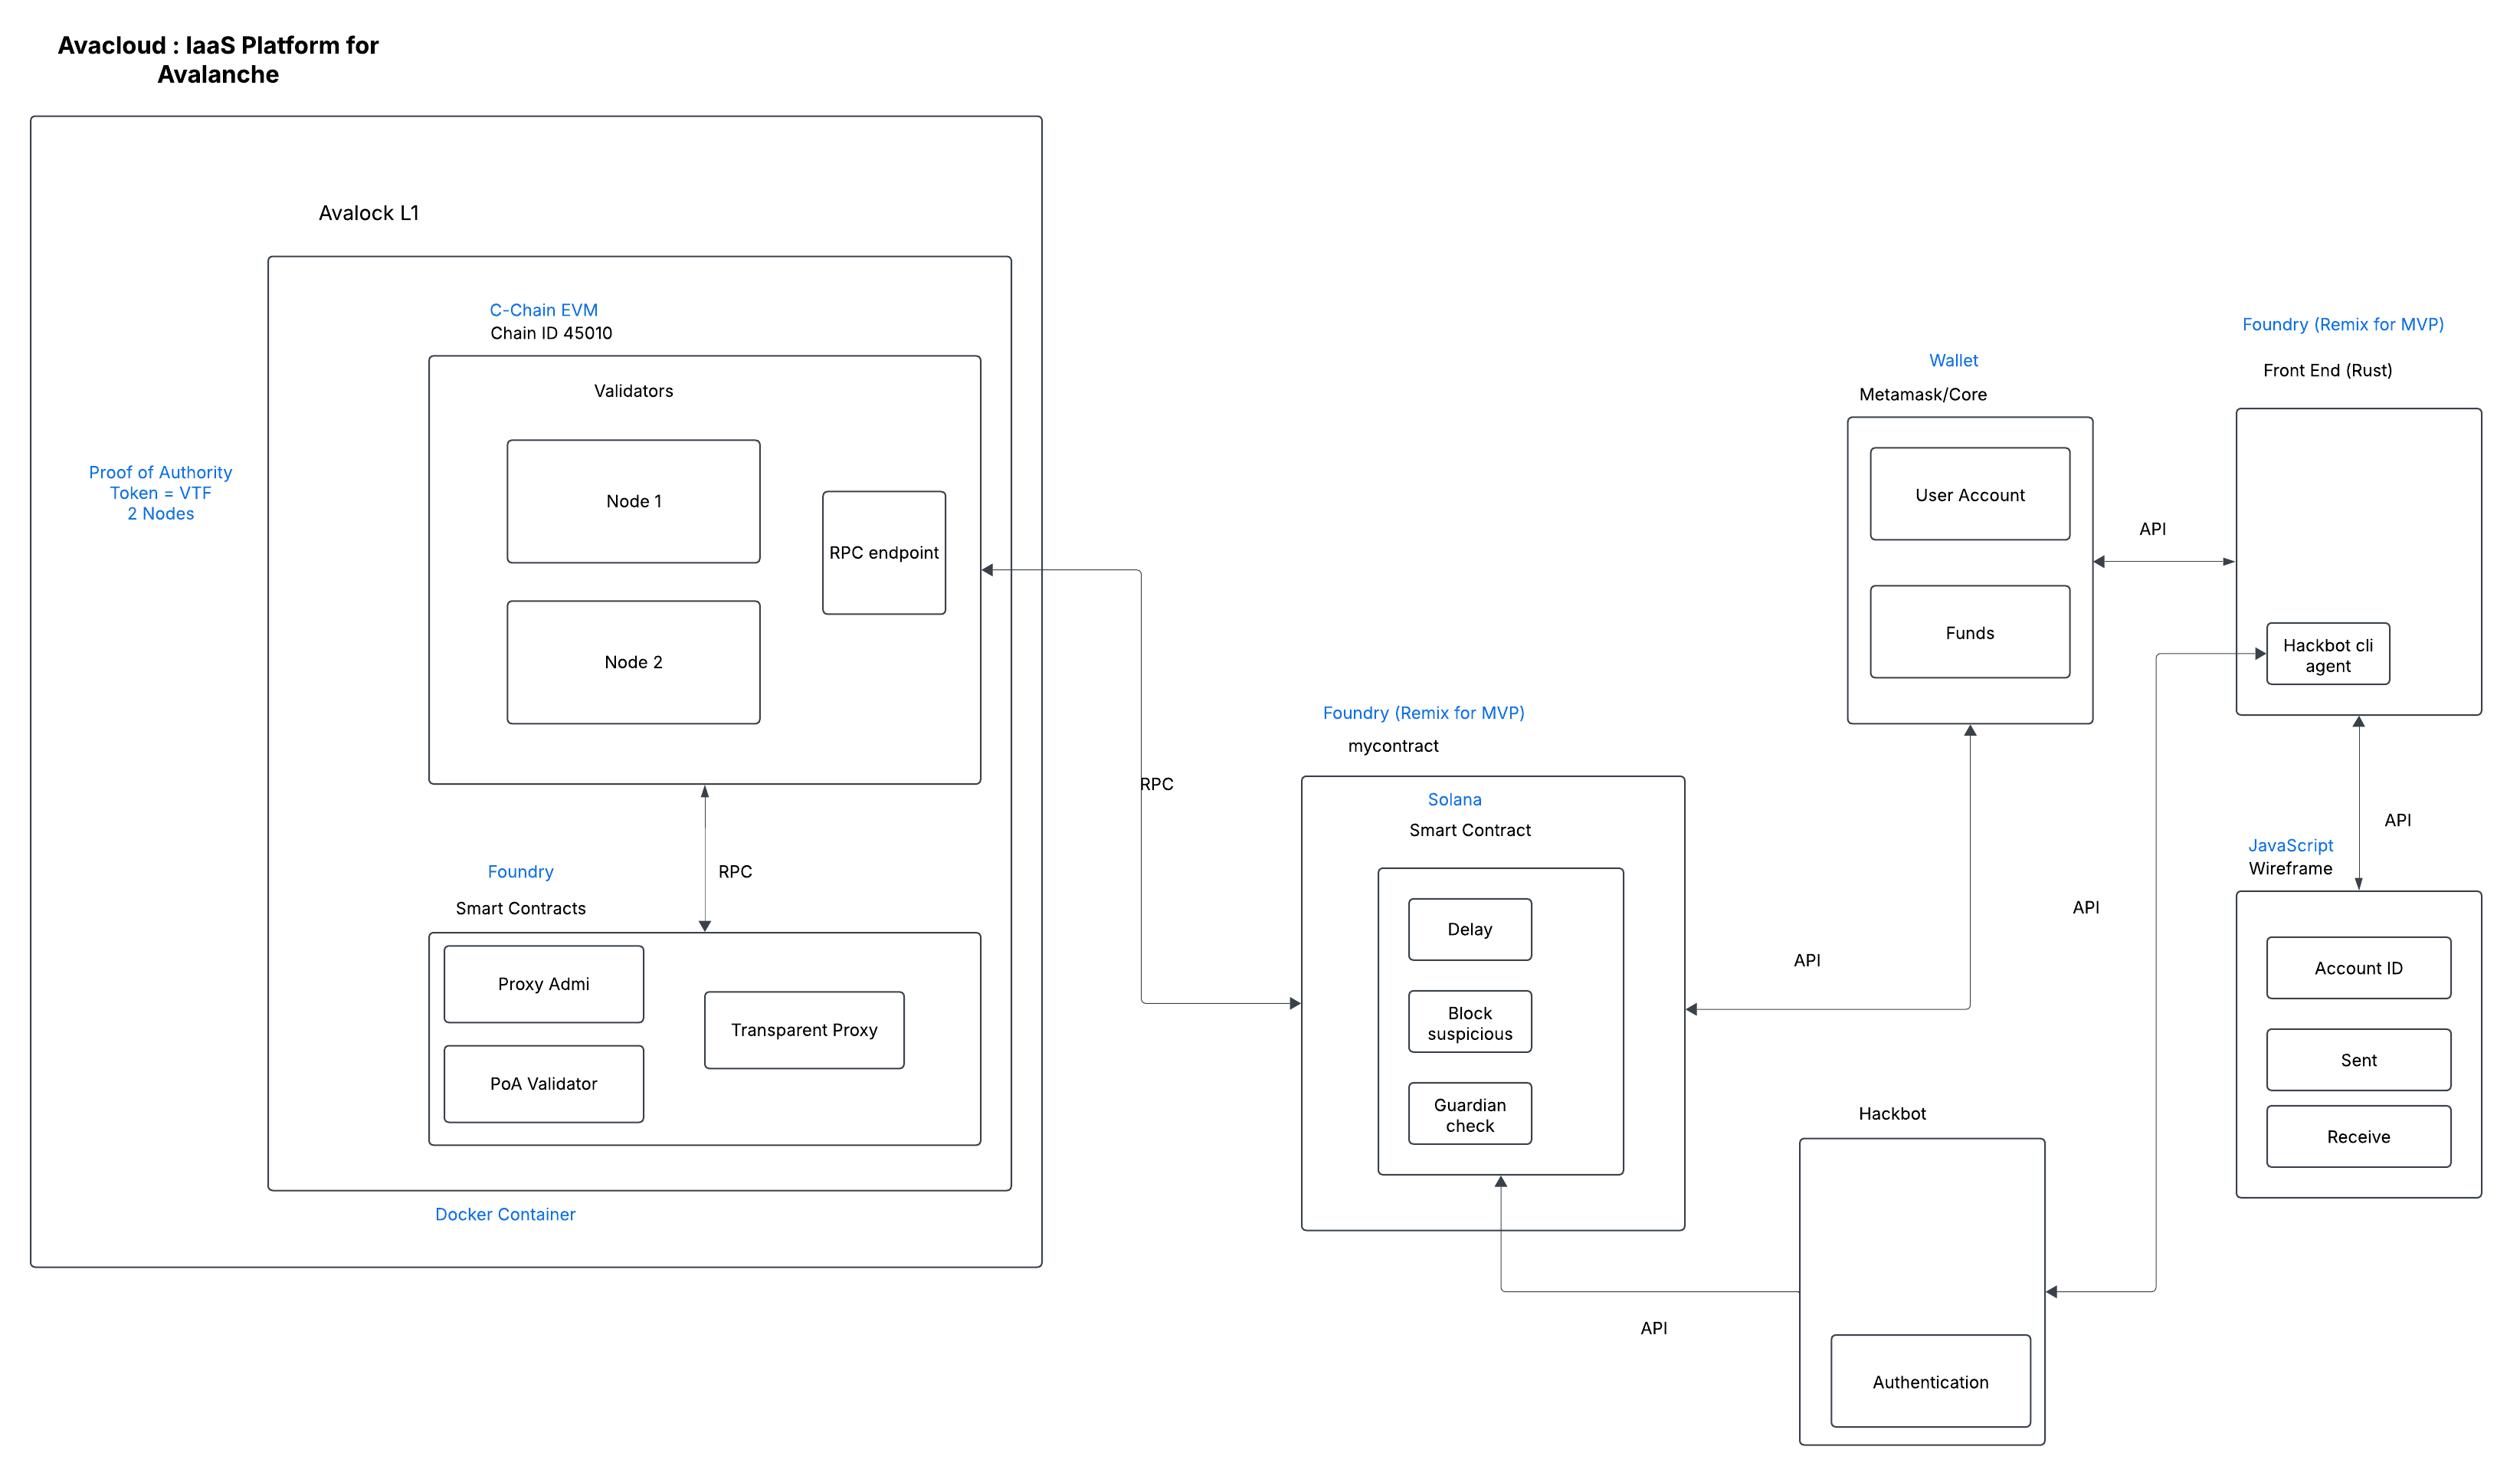 Avacloud : IaaS Platform for
Avalanche
Avalock L1
C-Chain EVM
Chain ID 45010
Validators
Node 1
RPC endpoint
Node 2
Proof of Authority
Token = VTF
2 Nodes
RPC
Foundry
Smart Contracts
Proxy Admi
Transparent Proxy
PoA Validator
Docker Container
RPC
Foundry (Remix for MVP)
mycontract
Solana
Smart Contract
Delay
Block
suspicious
Guardian
check
API
API
Wallet
Metamask/Core
User Account
Funds
API
Foundry (Remix for MVP)
Front End (Rust)
Hackbot cli
agent
API
API
JavaScript
Wireframe
Account ID
Sent
Receive
Hackbot
Authentication